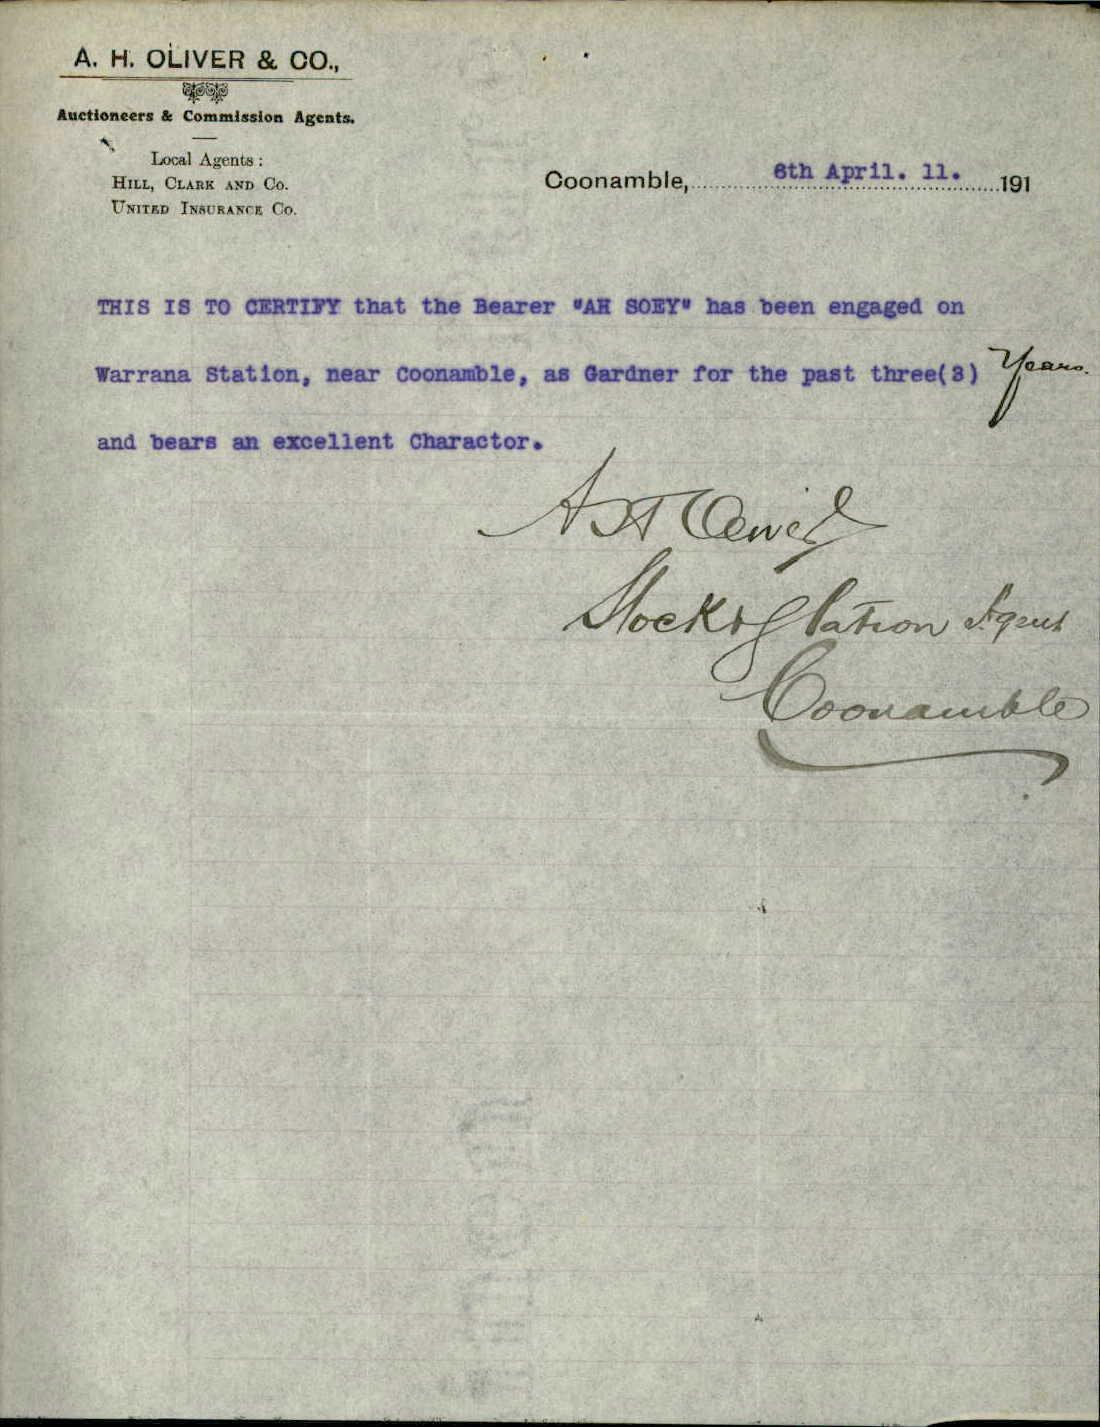 A. H. OLIVER & CO.,
Auctioneers & Commission Agents.
Local Agents :
HILL, CLARK AND CO.
UNITED INSURANCE CO.
Coonamble, 6th April. 11. 191
THIS IS TO CERTIFY that the Bearer "AH SOEY" has been engaged on
Warrana Station, near Coonamble, as Gardner for the past three(3) Years.
and bears an excellent Charactor.
A H Oliver
Stock & Station Agent
Coonamble